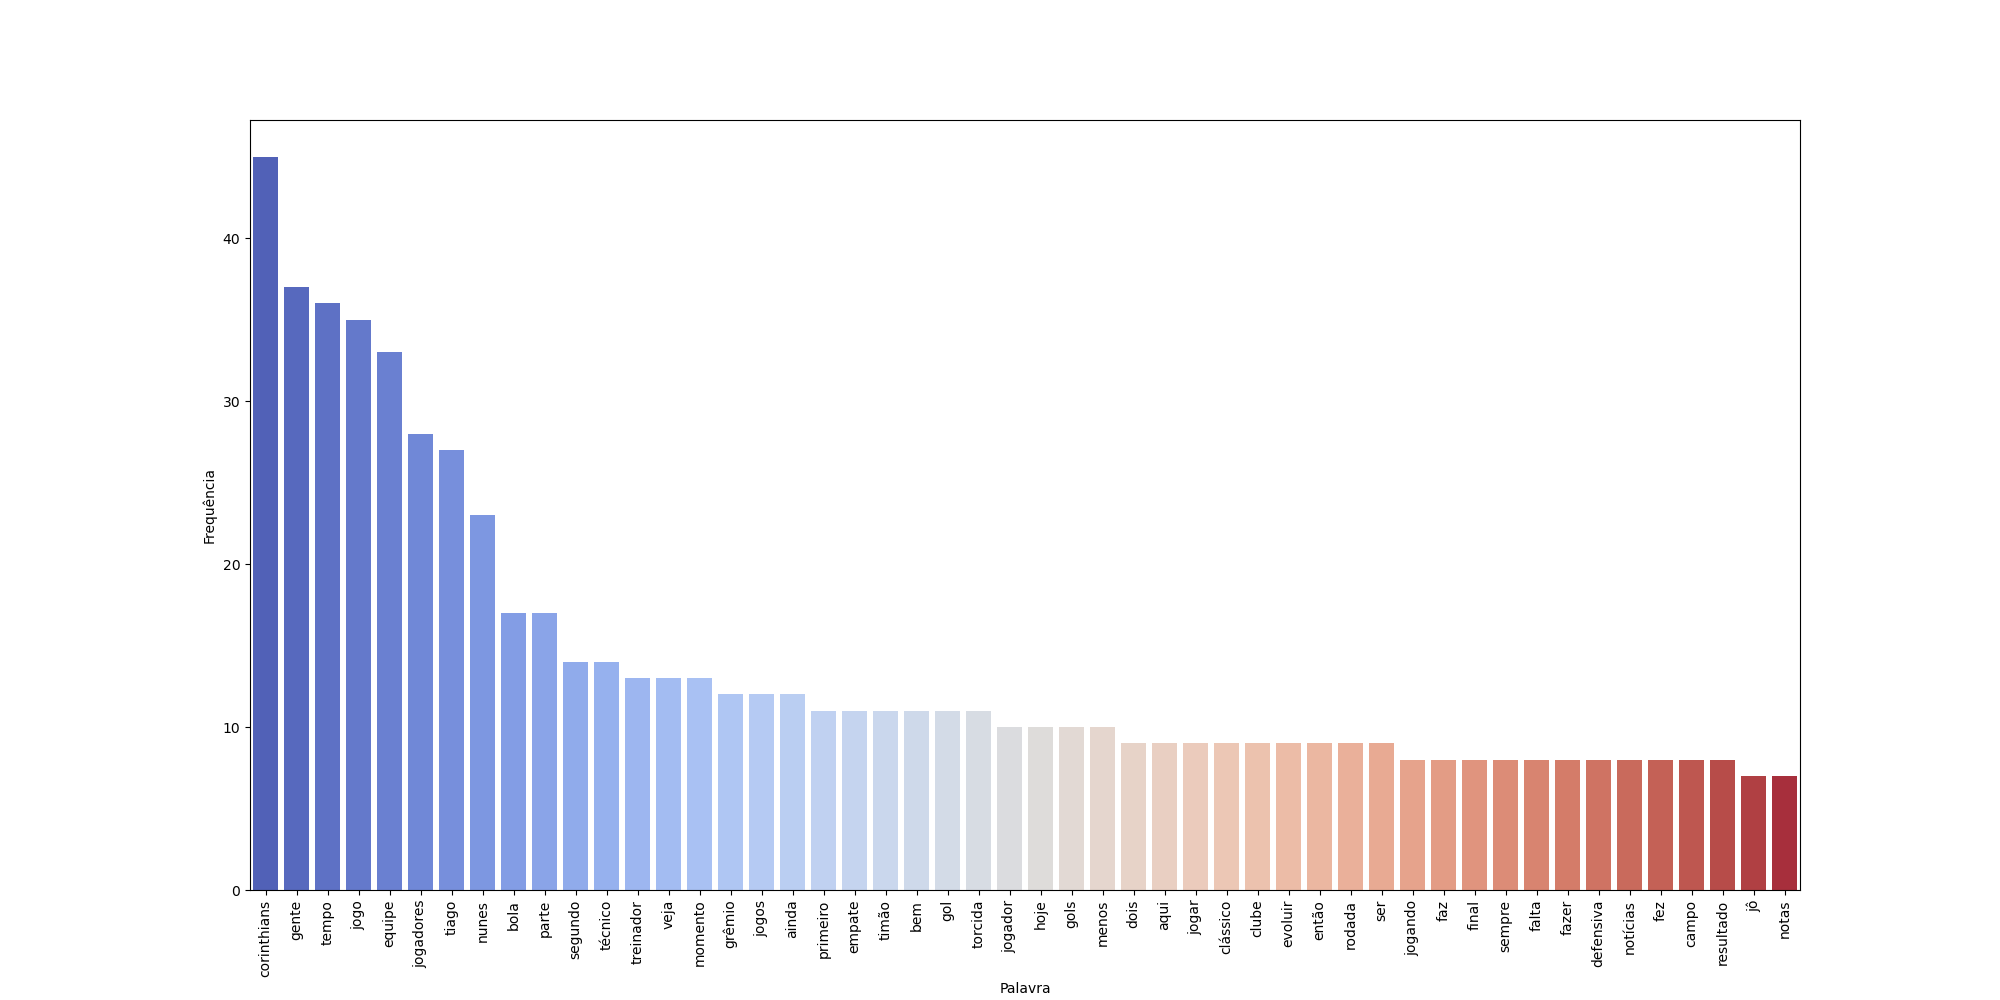 40
30
20
10
0
Frequência
corinthians
gente
tempo
jogo
equipe
jogadores
tiago
nunes
bola
parte
segundo
técnico
treinador
veja
momento
grêmio
jogos
ainda
primeiro
empate
timão
bem
gol
torcida
jogador
hoje
gols
menos
dois
aqui
jogar
clássico
clube
evoluir
então
rodada
ser
jogando
faz
final
sempre
falta
fazer
defensiva
notícias
fez
campo
resultado
jô
notas
Palavra